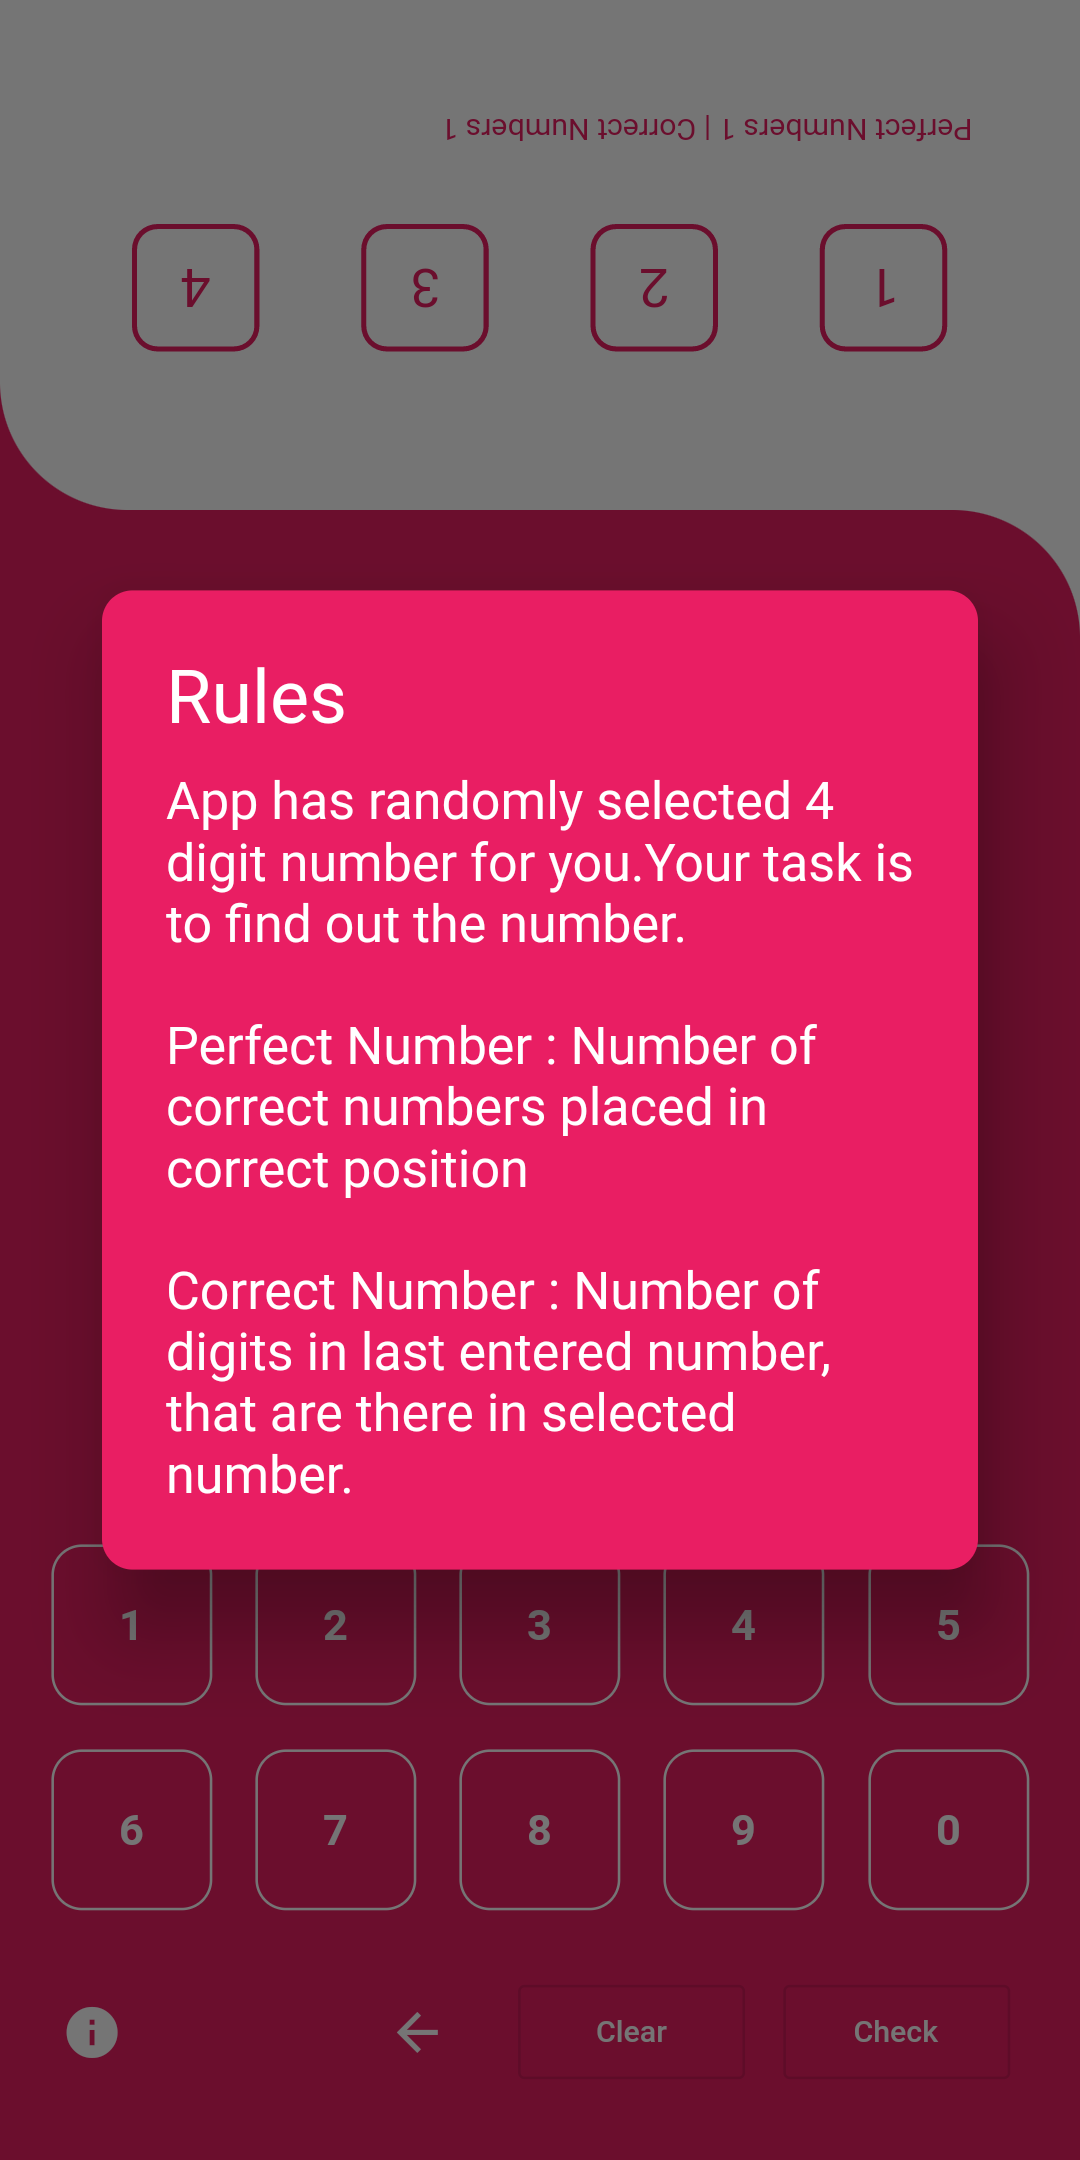 Perfect Numbers 1 | Correct Numbers 1
1 2 3 4
Rules
App has randomly selected 4
digit number for you.Your task is
to find out the number.
Perfect Number : Number of
correct numbers placed in
correct position
Correct Number : Number of
digits in last entered number,
that are there in selected
number.
1 2 3 4 5
6 7 8 9 0
Clear Check